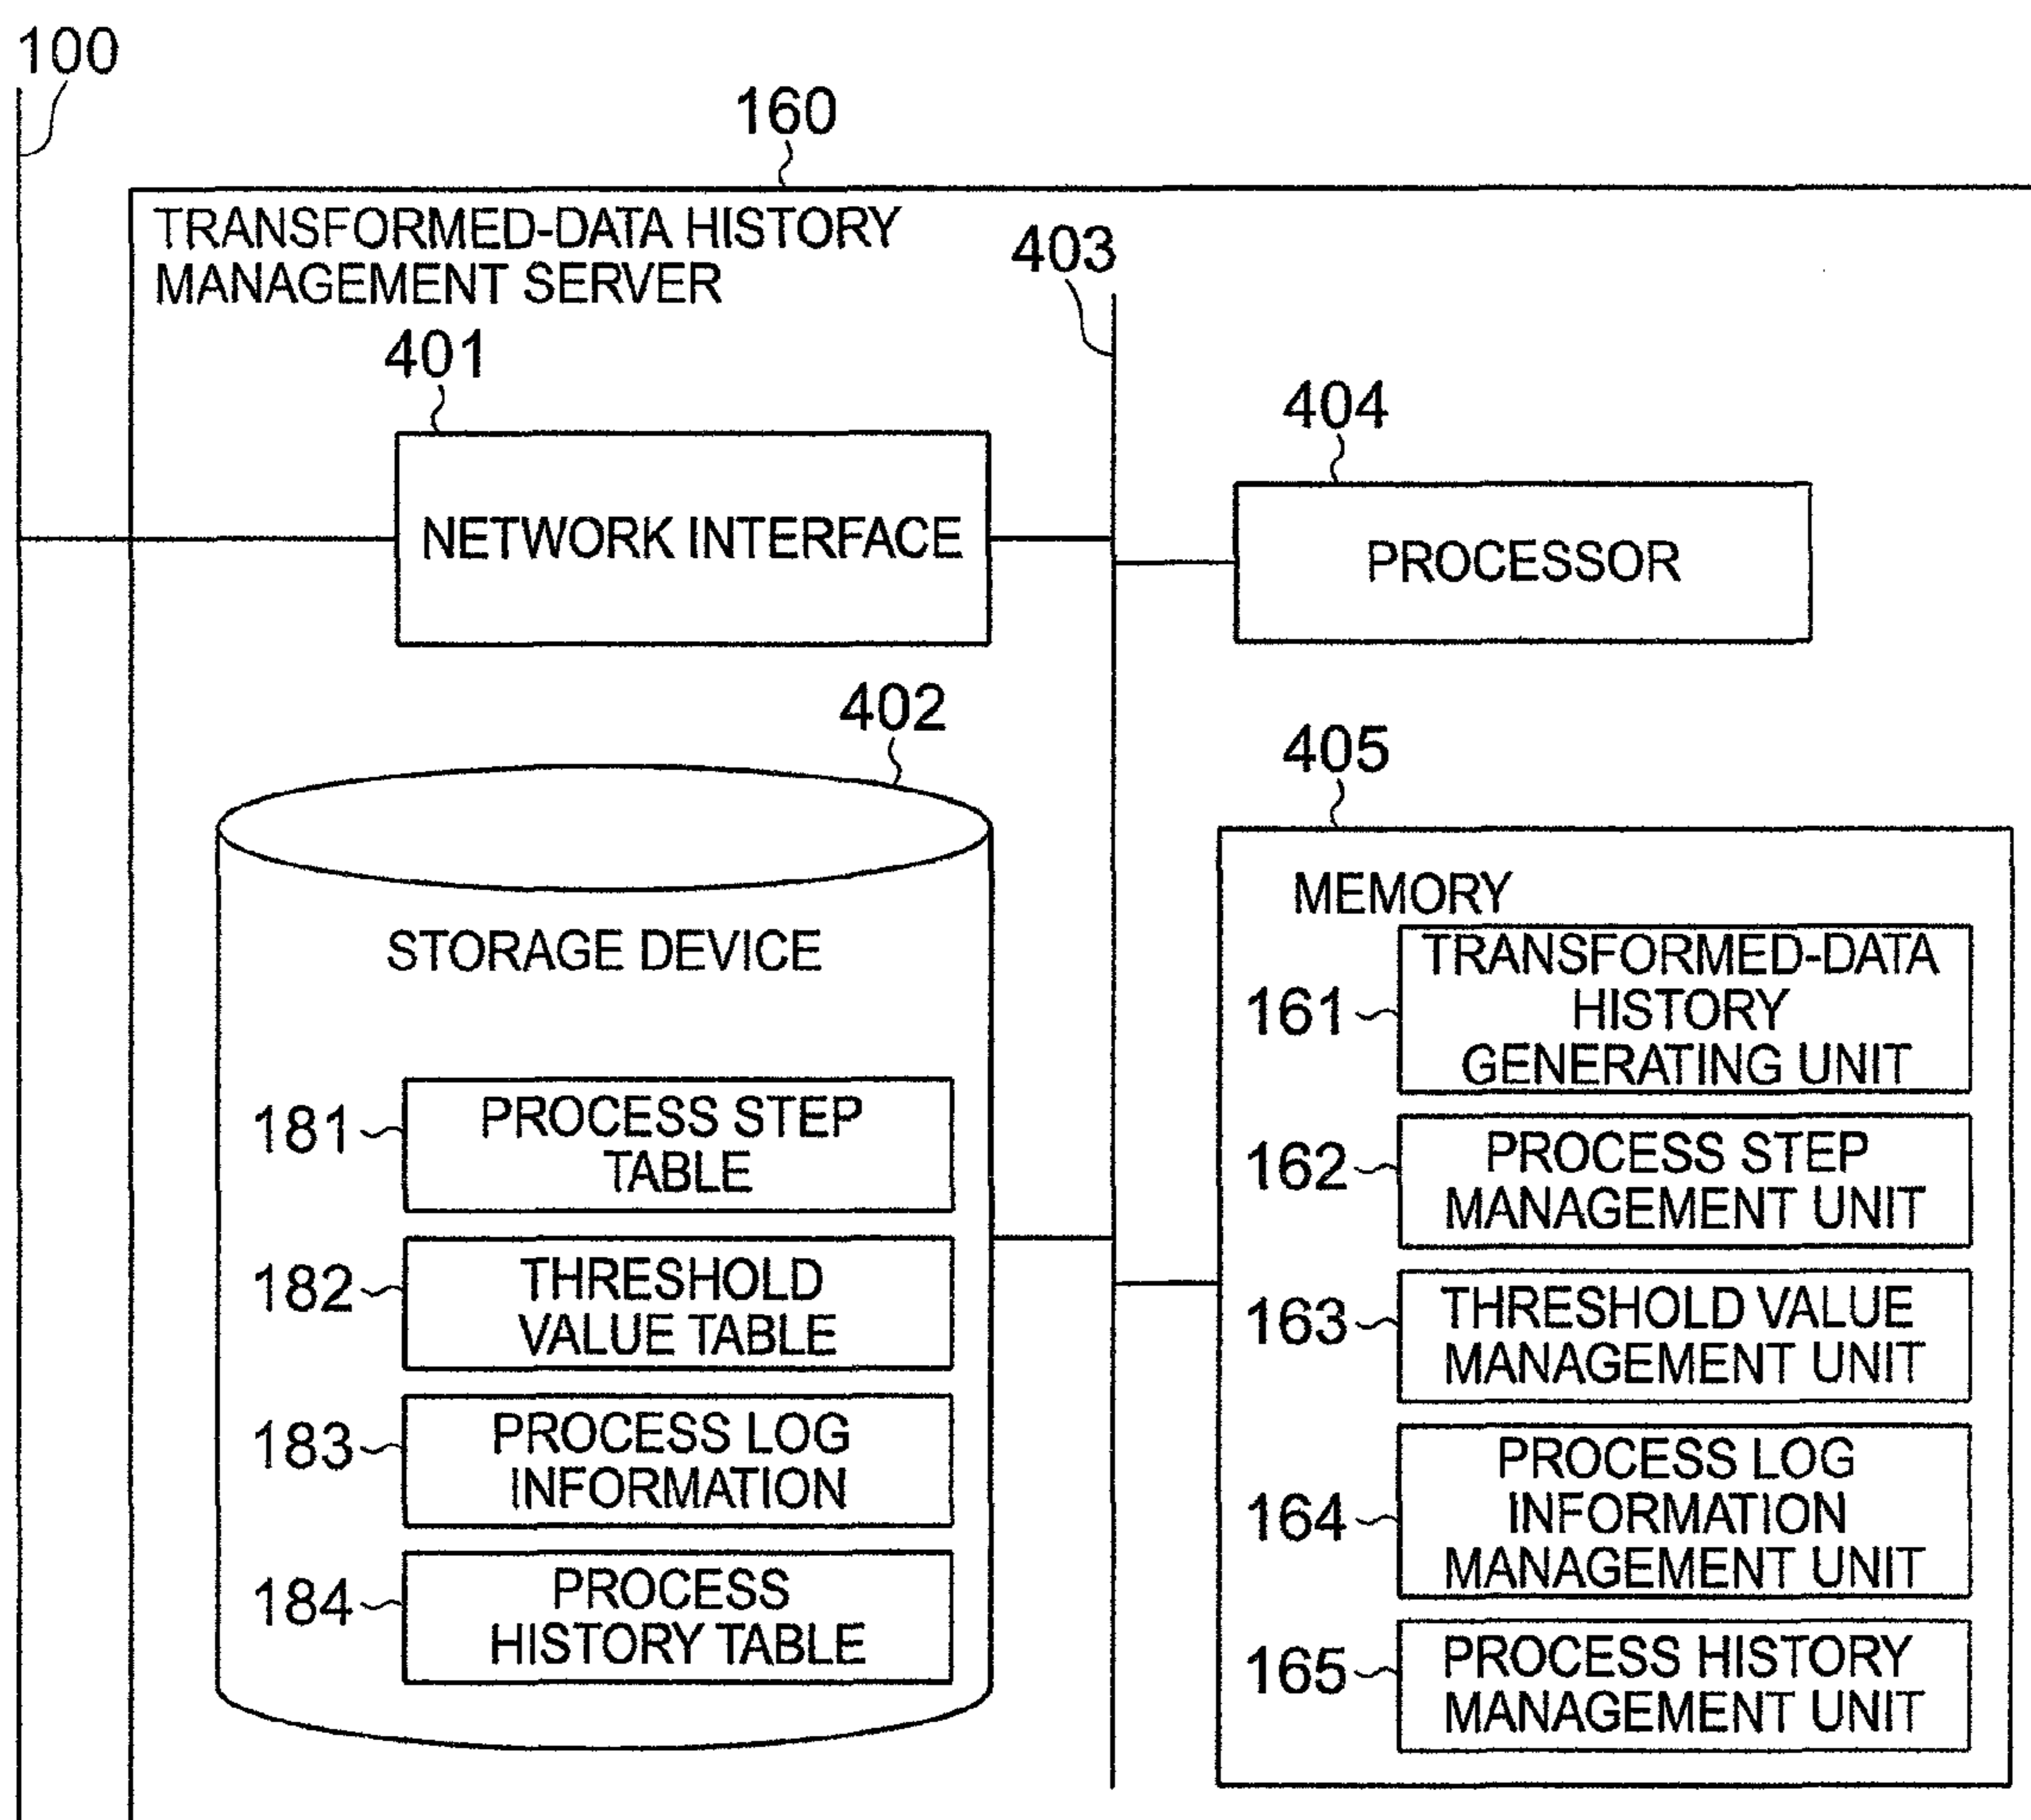 100
160
TRANSFORMED-DATA HISTORY
MANAGEMENT SERVER
403
401
NETWORK INTERFACE
404
PROCESSOR
402
STORAGE DEVICE
181
PROCESS STEP
TABLE
182
THRESHOLD
VALUE TABLE
183
PROCESS LOG
INFORMATION
184
PROCESS
HISTORY TABLE
405
MEMORY
161
TRANSFORMED-DATA
HISTORY
GENERATING UNIT
162
PROCESS STEP
MANAGEMENT UNIT
163
THRESHOLD VALUE
MANAGEMENT UNIT
164
PROCESS LOG
INFORMATION
MANAGEMENT UNIT
165
PROCESS HISTORY
MANAGEMENT UNIT